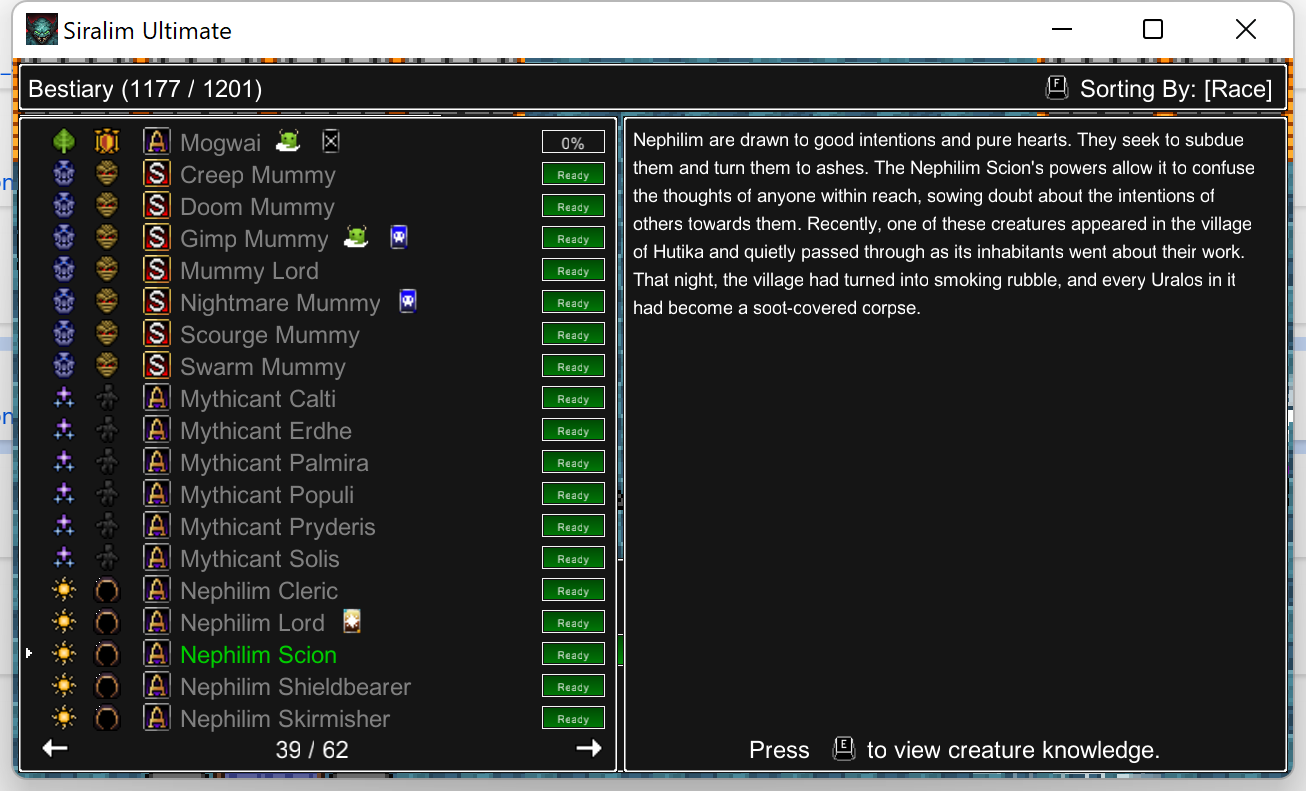 Siralim Ultimate
Bestiary (1177 / 1201)
F Sorting By: [Race]
A Mogwai 0%
S Creep Mummy Ready
S Doom Mummy Ready
S Gimp Mummy Ready
S Mummy Lord Ready
S Nightmare Mummy Ready
S Scourge Mummy Ready
S Swarm Mummy Ready
A Mythicant Calti Ready
A Mythicant Erdhe Ready
A Mythicant Palmira Ready
A Mythicant Populi Ready
A Mythicant Pryderis Ready
A Mythicant Solis Ready
A Nephilim Cleric Ready
A Nephilim Lord Ready
A Nephilim Scion Ready
A Nephilim Shieldbearer Ready
A Nephilim Skirmisher Ready
39 / 62
Nephilim are drawn to good intentions and pure hearts. They seek to subdue
them and turn them to ashes. The Nephilim Scion's powers allow it to confuse
the thoughts of anyone within reach, sowing doubt about the intentions of
others towards them. Recently, one of these creatures appeared in the village
of Hutika and quietly passed through as its inhabitants went about their work.
That night, the village had turned into smoking rubble, and every Uralos in it
had become a soot-covered corpse.
Press E to view creature knowledge.